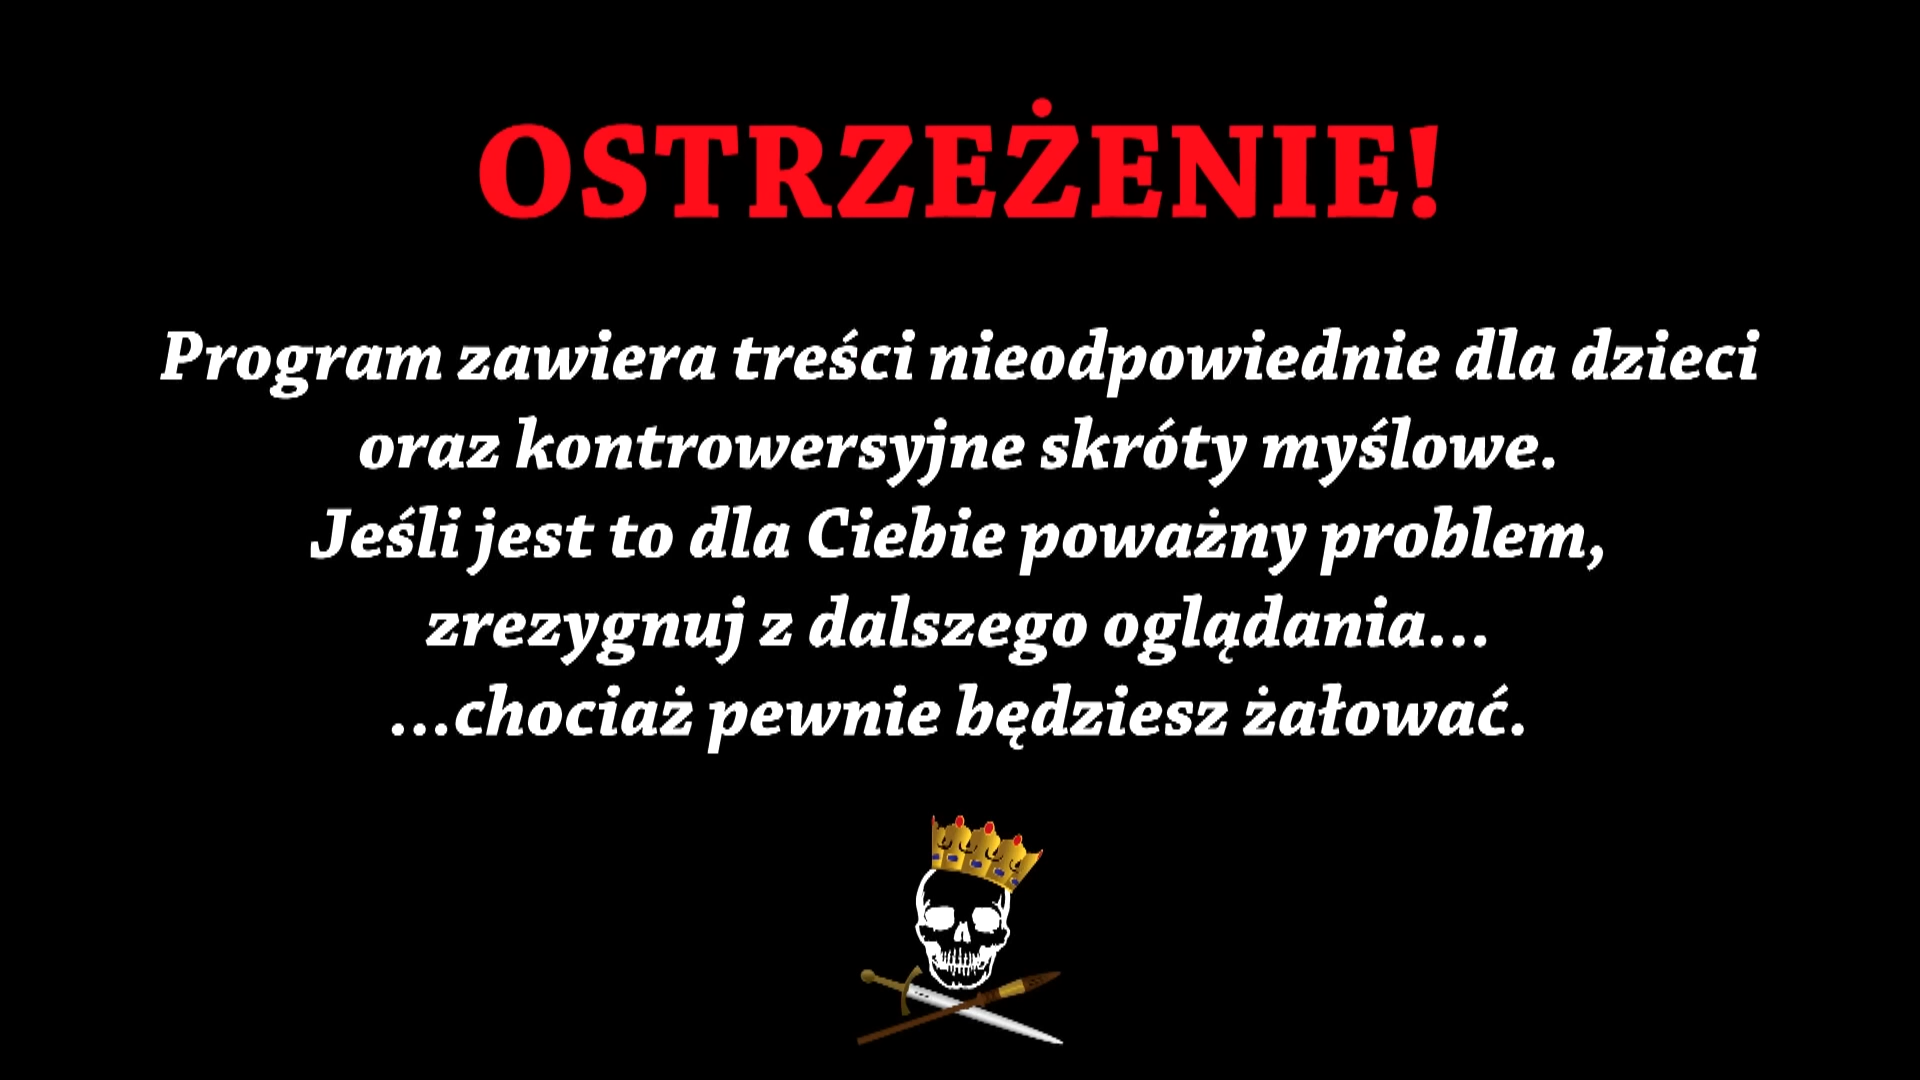 OSTRZEŻENIE!
Program zawiera treści nieodpowiednie dla dzieci
oraz kontrowersyjne skróty myślowe.
Jeśli jest to dla Ciebie poważny problem,
zrezygnuj z dalszego oglądania...
...chociaż pewnie będziesz żałować.